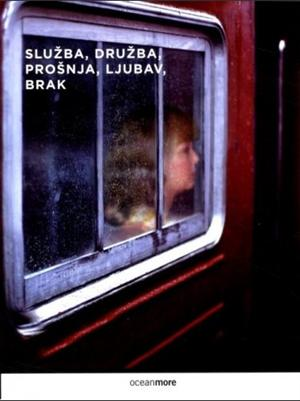 SLUŽBA, DRUŽBA,
PROŠNJA, LJUBAV,
BRAK
oceanmore